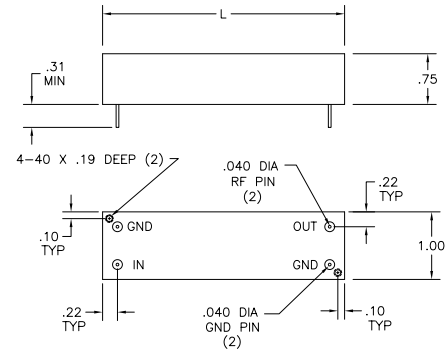 L
.31
MIN
.75
4-40 X .19 DEEP (2)
.040 DIA
RF PIN
(2)
.22
TYP
.10
TYP
GND
OUT
1.00
IN
GND
.22
TYP
.040 DIA
GND PIN
(2)
.10
TYP